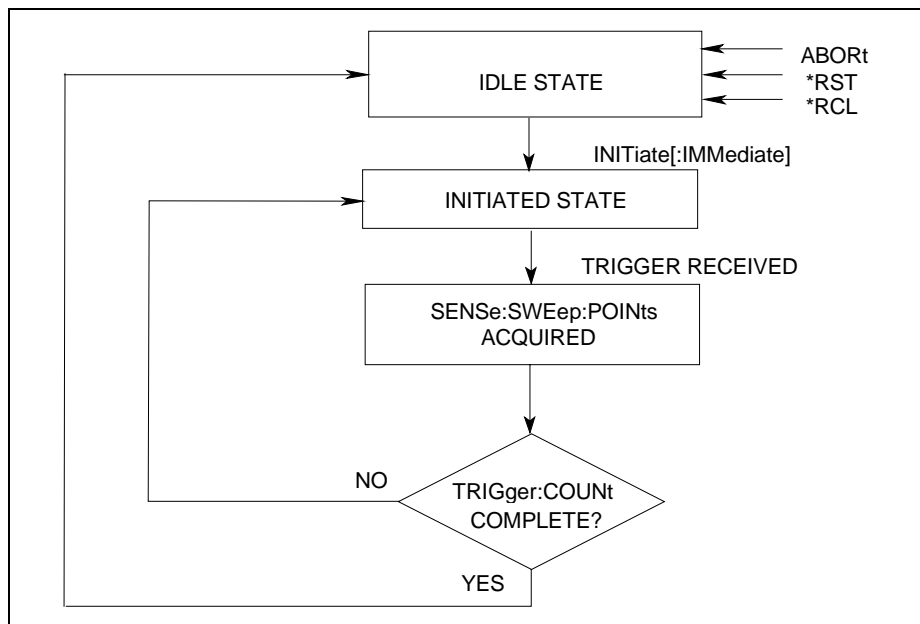 IDLE STATE
ABORt
*RST
*RCL
INITiate[:IMMediate]
INITIATED STATE
TRIGGER RECEIVED
SENSe:SWEep:POINts
ACQUIRED
NO
TRIGger:COUNt
COMPLETE?
YES